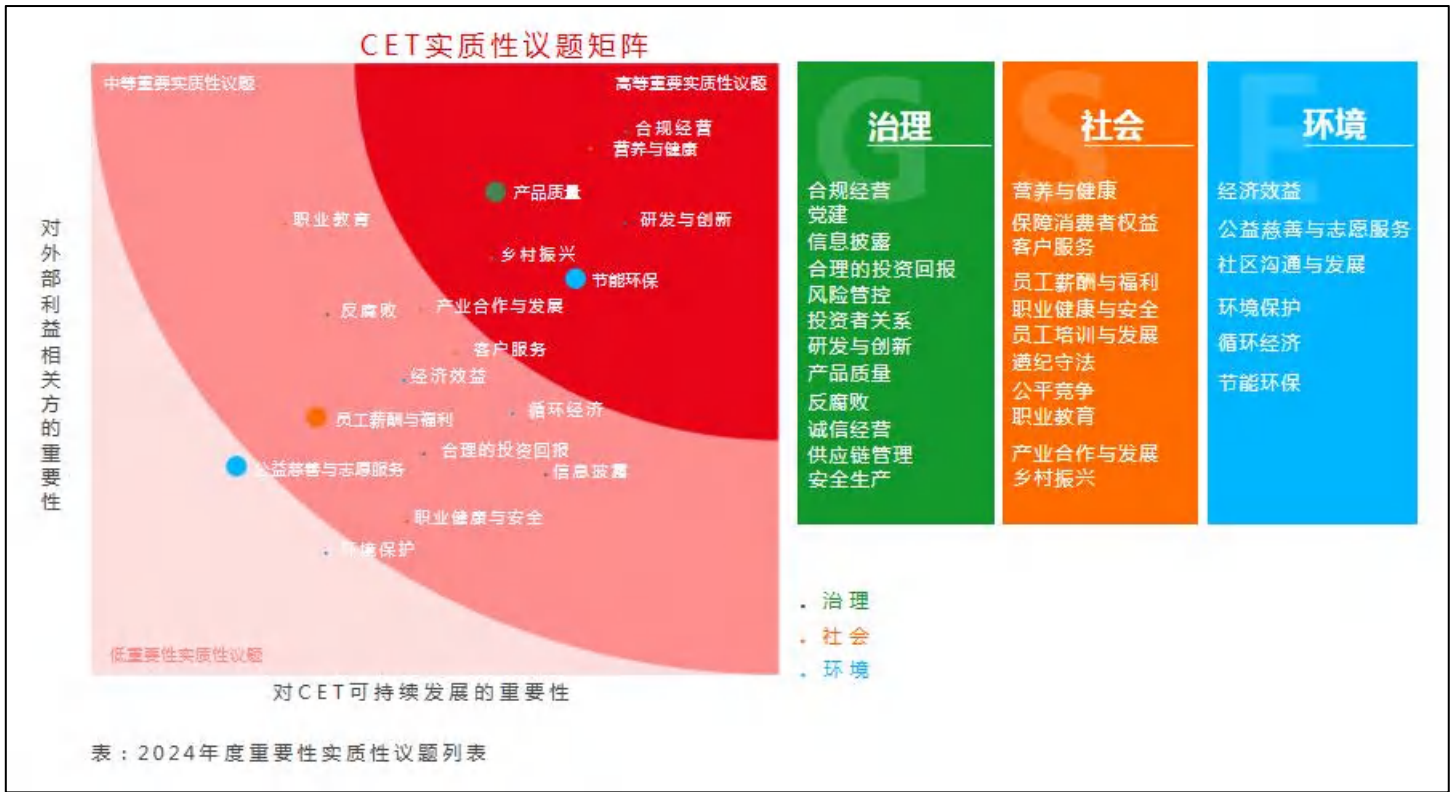 CET实质性议题矩阵
中等重要实质性议题
高等重要实质性议题
合规经营
营养与健康
产品质量
职业教育
研发与创新
乡村振兴
节能环保
反腐败
产业合作与发展
客户服务
经济效益
员工薪酬与福利
循环经济
合理的投资回报
公益慈善与志愿服务
信息披露
职业健康与安全
环境保护
低重要性实质性议题
对外部利益相关方的重要性
对CET可持续发展的重要性
G
治理
合规经营
党建
信息披露
合理的投资回报
风险管控
投资者关系
研发与创新
产品质量
反腐败
诚信经营
供应链管理
安全生产
S
社会
营养与健康
保障消费者权益
客户服务
员工薪酬与福利
职业健康与安全
员工培训与发展
遵纪守法
公平竞争
职业教育
产业合作与发展
乡村振兴
E
环境
经济效益
公益慈善与志愿服务
社区沟通与发展
环境保护
循环经济
节能环保
. 治理
. 社会
. 环境
表：2024年度重要性实质性议题列表